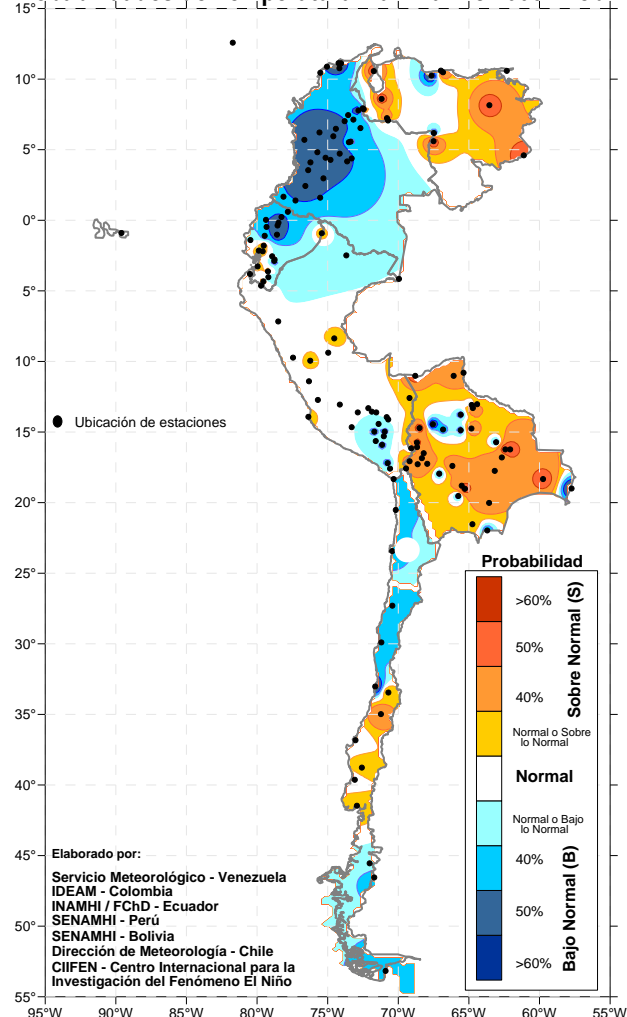 15°
10°
5°
0°
5°
10°
15°
20°
25°
30°
35°
40°
45°
50°
55°
95°W
90°W
85°W
80°W
75°W
70°W
65°W
60°W
55°W
Ubicación de estaciones
Probabilidad
>60%
50%
40%
Normal o Sobre
lo Normal
Normal
Normal o Bajo
lo Normal
40%
50%
>60%
Sobre Normal (S)
Bajo Normal (B)
Elaborado por:
Servicio Meteorológico - Venezuela
IDEAM - Colombia
INAMHI / FChD - Ecuador
SENAMHI - Perú
SENAMHI - Bolivia
Dirección de Meteorología - Chile
CIIFEN - Centro Internacional para la
Investigación del Fenómeno El Niño